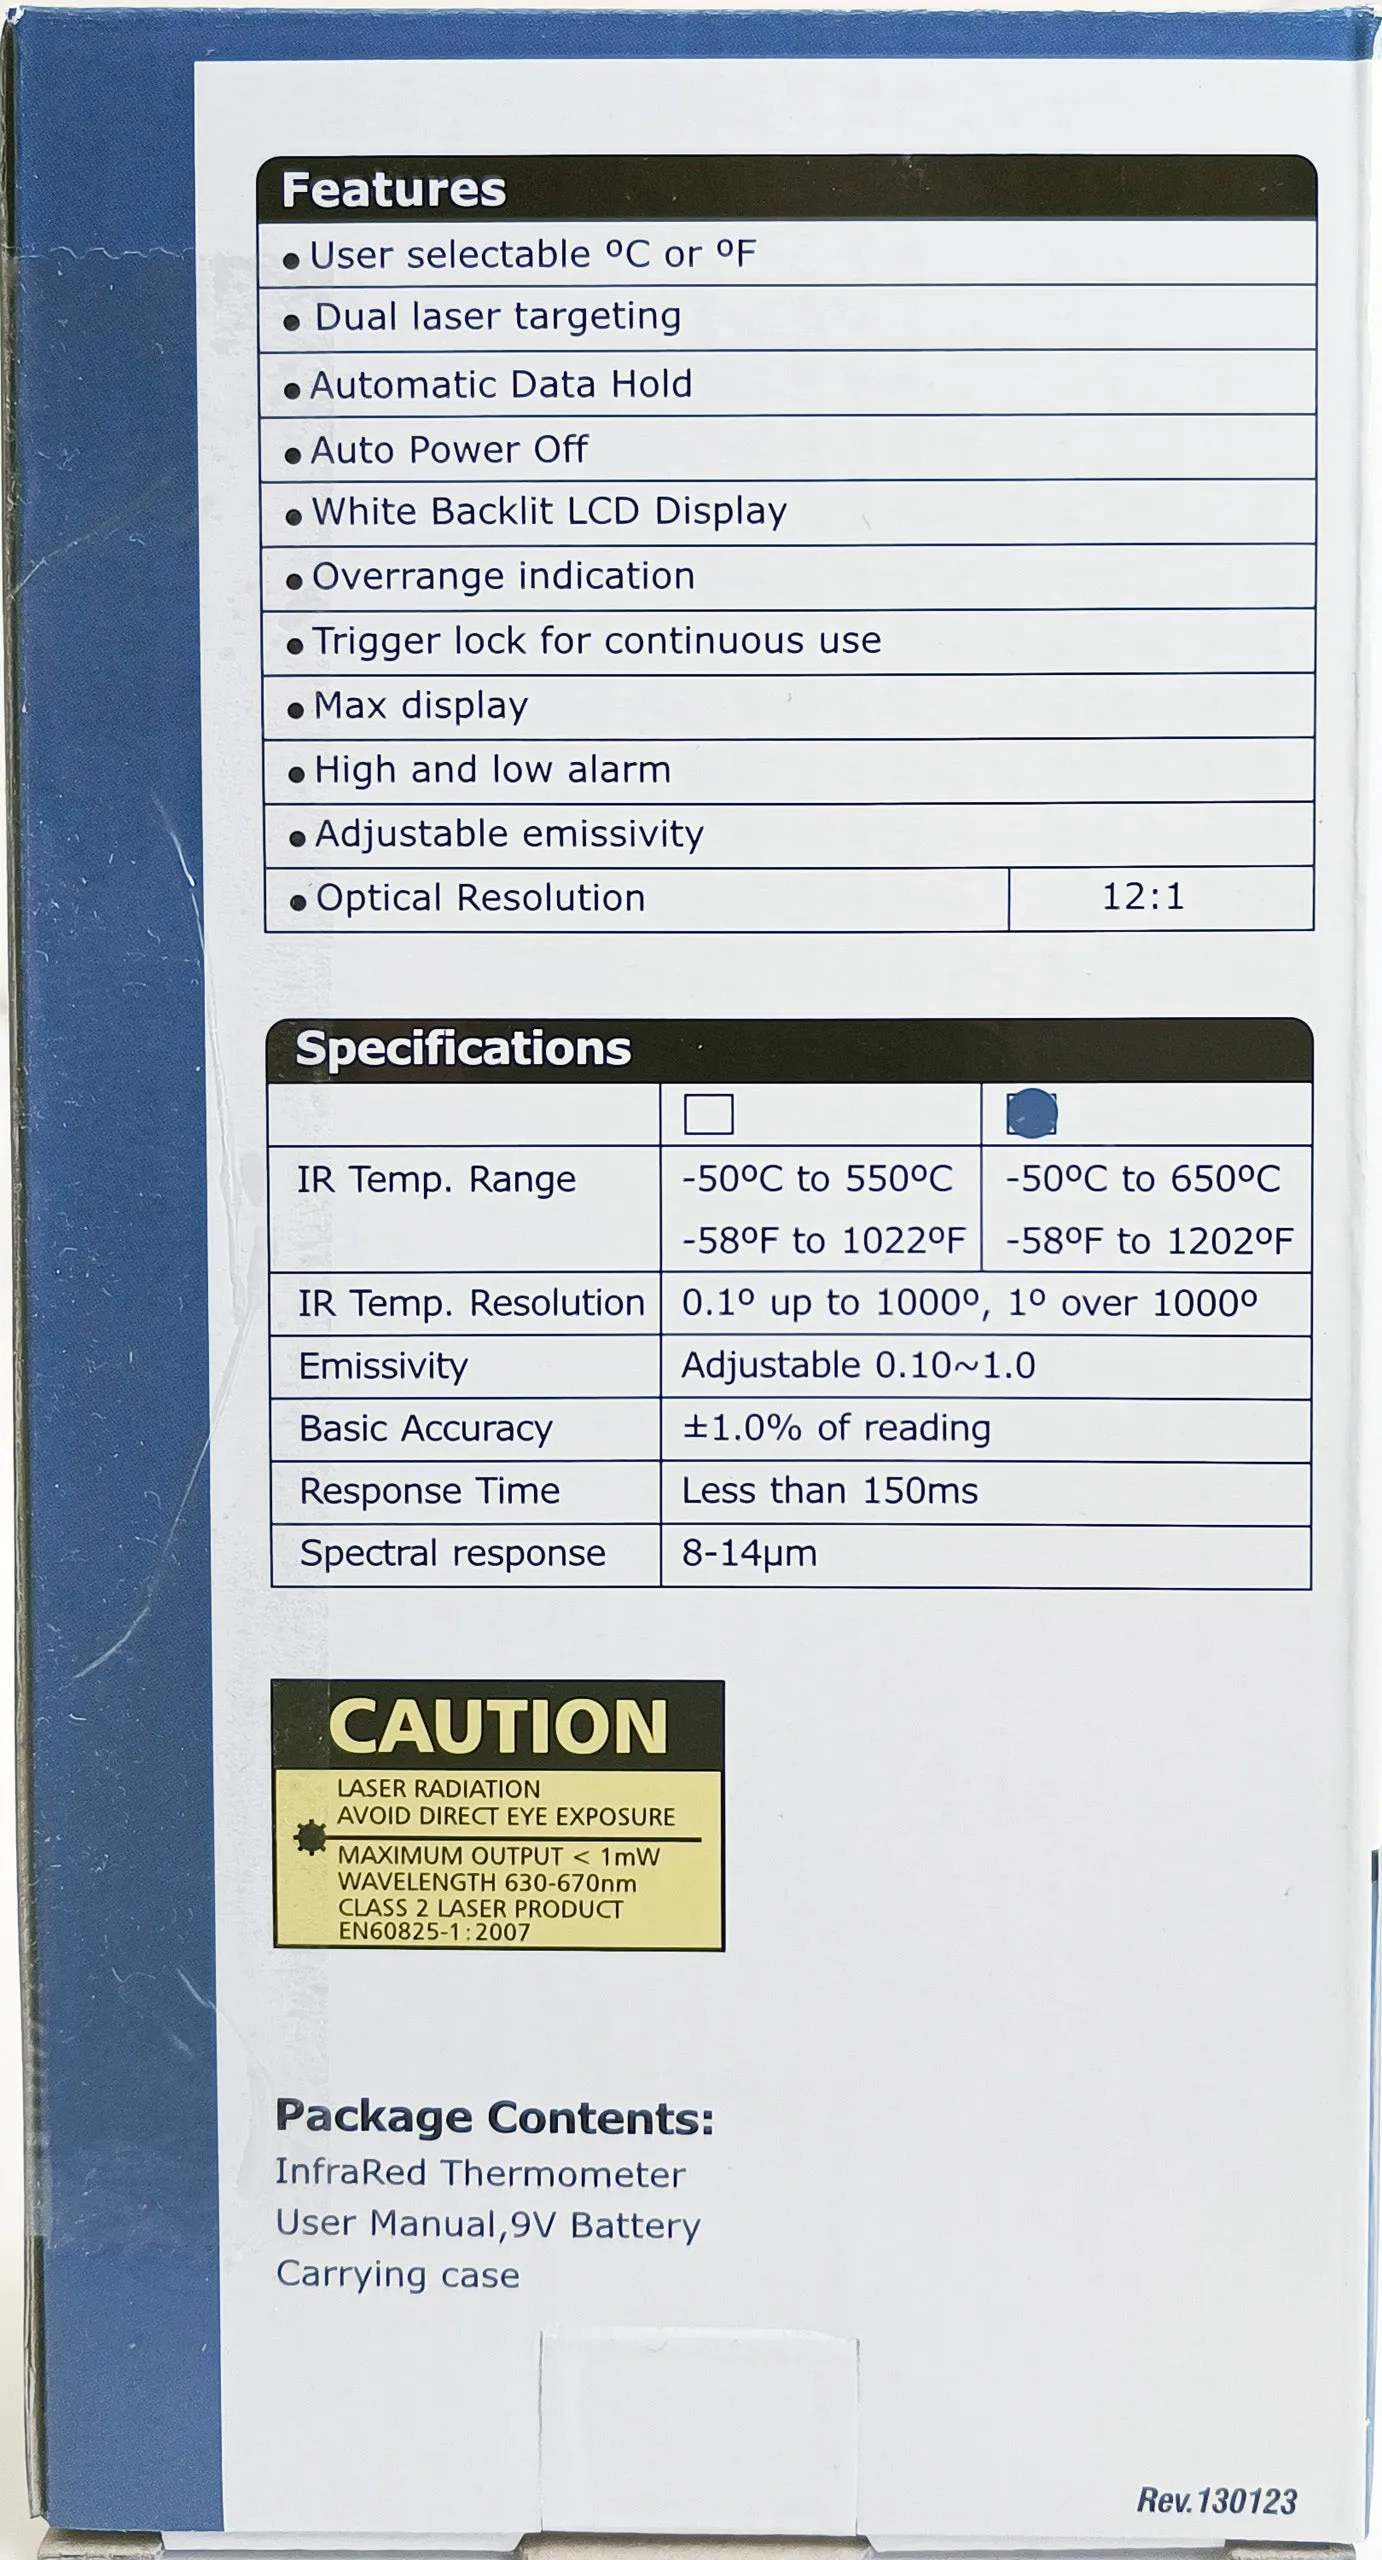 Features
• User selectable ºC or ºF
• Dual laser targeting
• Automatic Data Hold
• Auto Power Off
• White Backlit LCD Display
• Overrange indication
• Trigger lock for continuous use
• Max display
• High and low alarm
• Adjustable emissivity
• Optical Resolution 12:1
Specifications
IR Temp. Range -50ºC to 550ºC -50ºC to 650ºC
-58ºF to 1022ºF -58ºF to 1202ºF
IR Temp. Resolution 0.1º up to 1000º, 1º over 1000º
Emissivity Adjustable 0.10~1.0
Basic Accuracy ±1.0% of reading
Response Time Less than 150ms
Spectral response 8-14μm
CAUTION
LASER RADIATION
AVOID DIRECT EYE EXPOSURE
MAXIMUM OUTPUT < 1mW
WAVELENGTH 630-670nm
CLASS 2 LASER PRODUCT
EN60825-1:2007
Package Contents:
InfraRed Thermometer
User Manual,9V Battery
Carrying case
Rev.130123